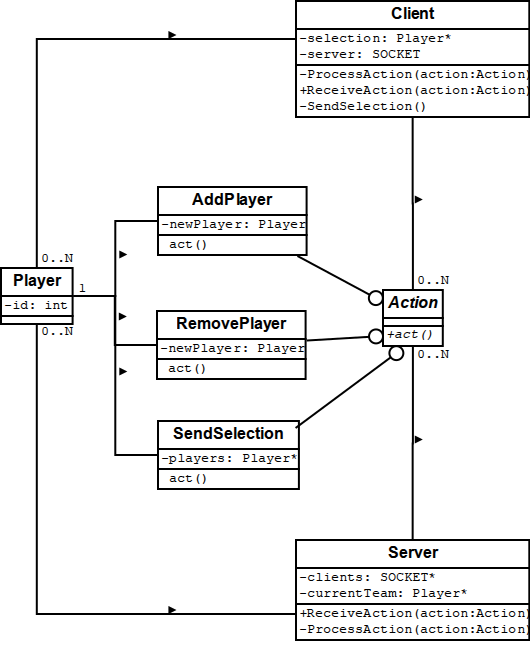 Client
-selection: Player*
-server: SOCKET
-ProcessAction(action:Action)
+ReceiveAction(action:Action)
-SendSelection()
AddPlayer
-newPlayer: Player
act()
0..N
Player
-id: int
1
0..N
RemovePlayer
-newPlayer: Player
act()
0..N
Action
+act()
0..N
SendSelection
-players: Player*
act()
Server
-clients: SOCKET*
-currentTeam: Player*
+ReceiveAction(action:Action)
-ProcessAction(action:Action)